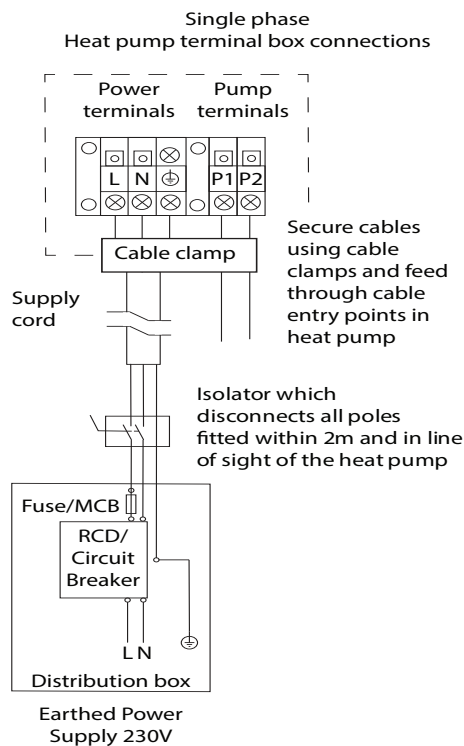 Single phase
Heat pump terminal box connections
Power
terminals
Pump
terminals
L N P1 P2
Cable clamp
Secure cables
using cable
clamps and feed
through cable
entry points in
heat pump
Supply
cord
Isolator which
disconnects all poles
fitted within 2m and in line
of sight of the heat pump
Fuse/MCB
RCD/
Circuit
Breaker
L N
Distribution box
Earthed Power
Supply 230V